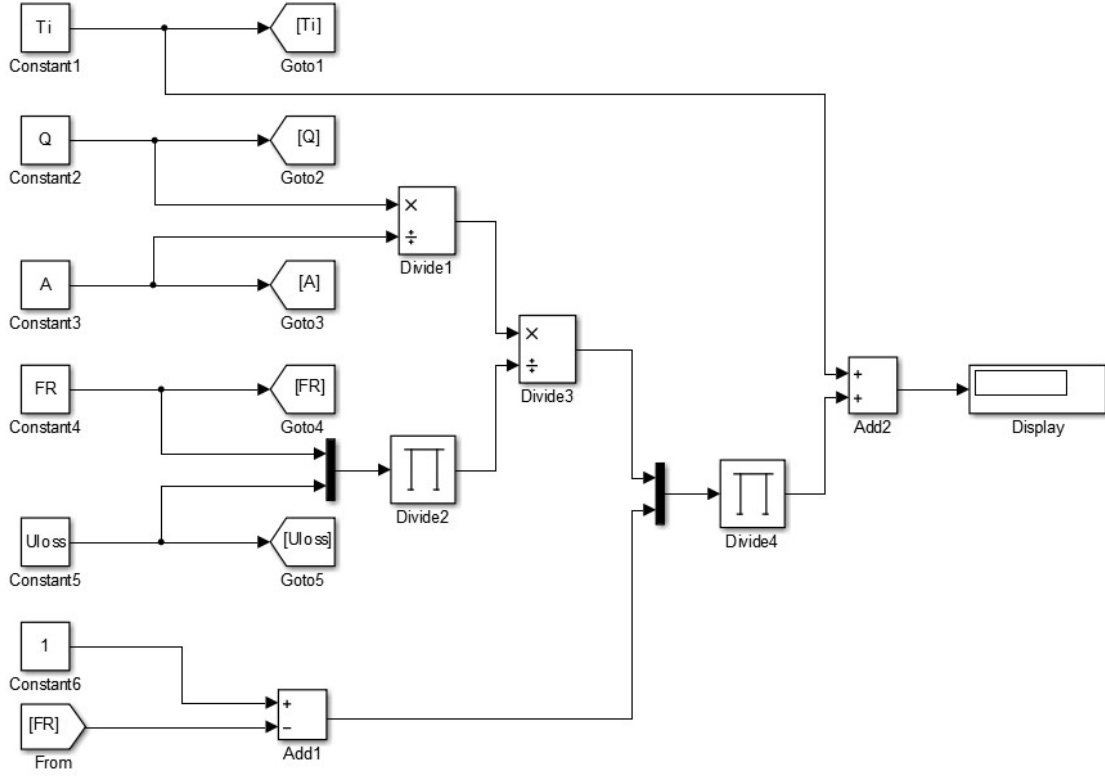 Ti
[Ti]
Constant1
Goto1
Q
[Q]
Constant2
Goto2
×
÷
Divide1
A
[A]
Constant3
Goto3
×
÷
Divide3
FR
[FR]
Constant4
Goto4
+
+
Add2
Display
Divide2
Uloss
[Uloss]
Constant5
Goto5
Divide4
1
Constant6
[FR]
From
+
−
Add1